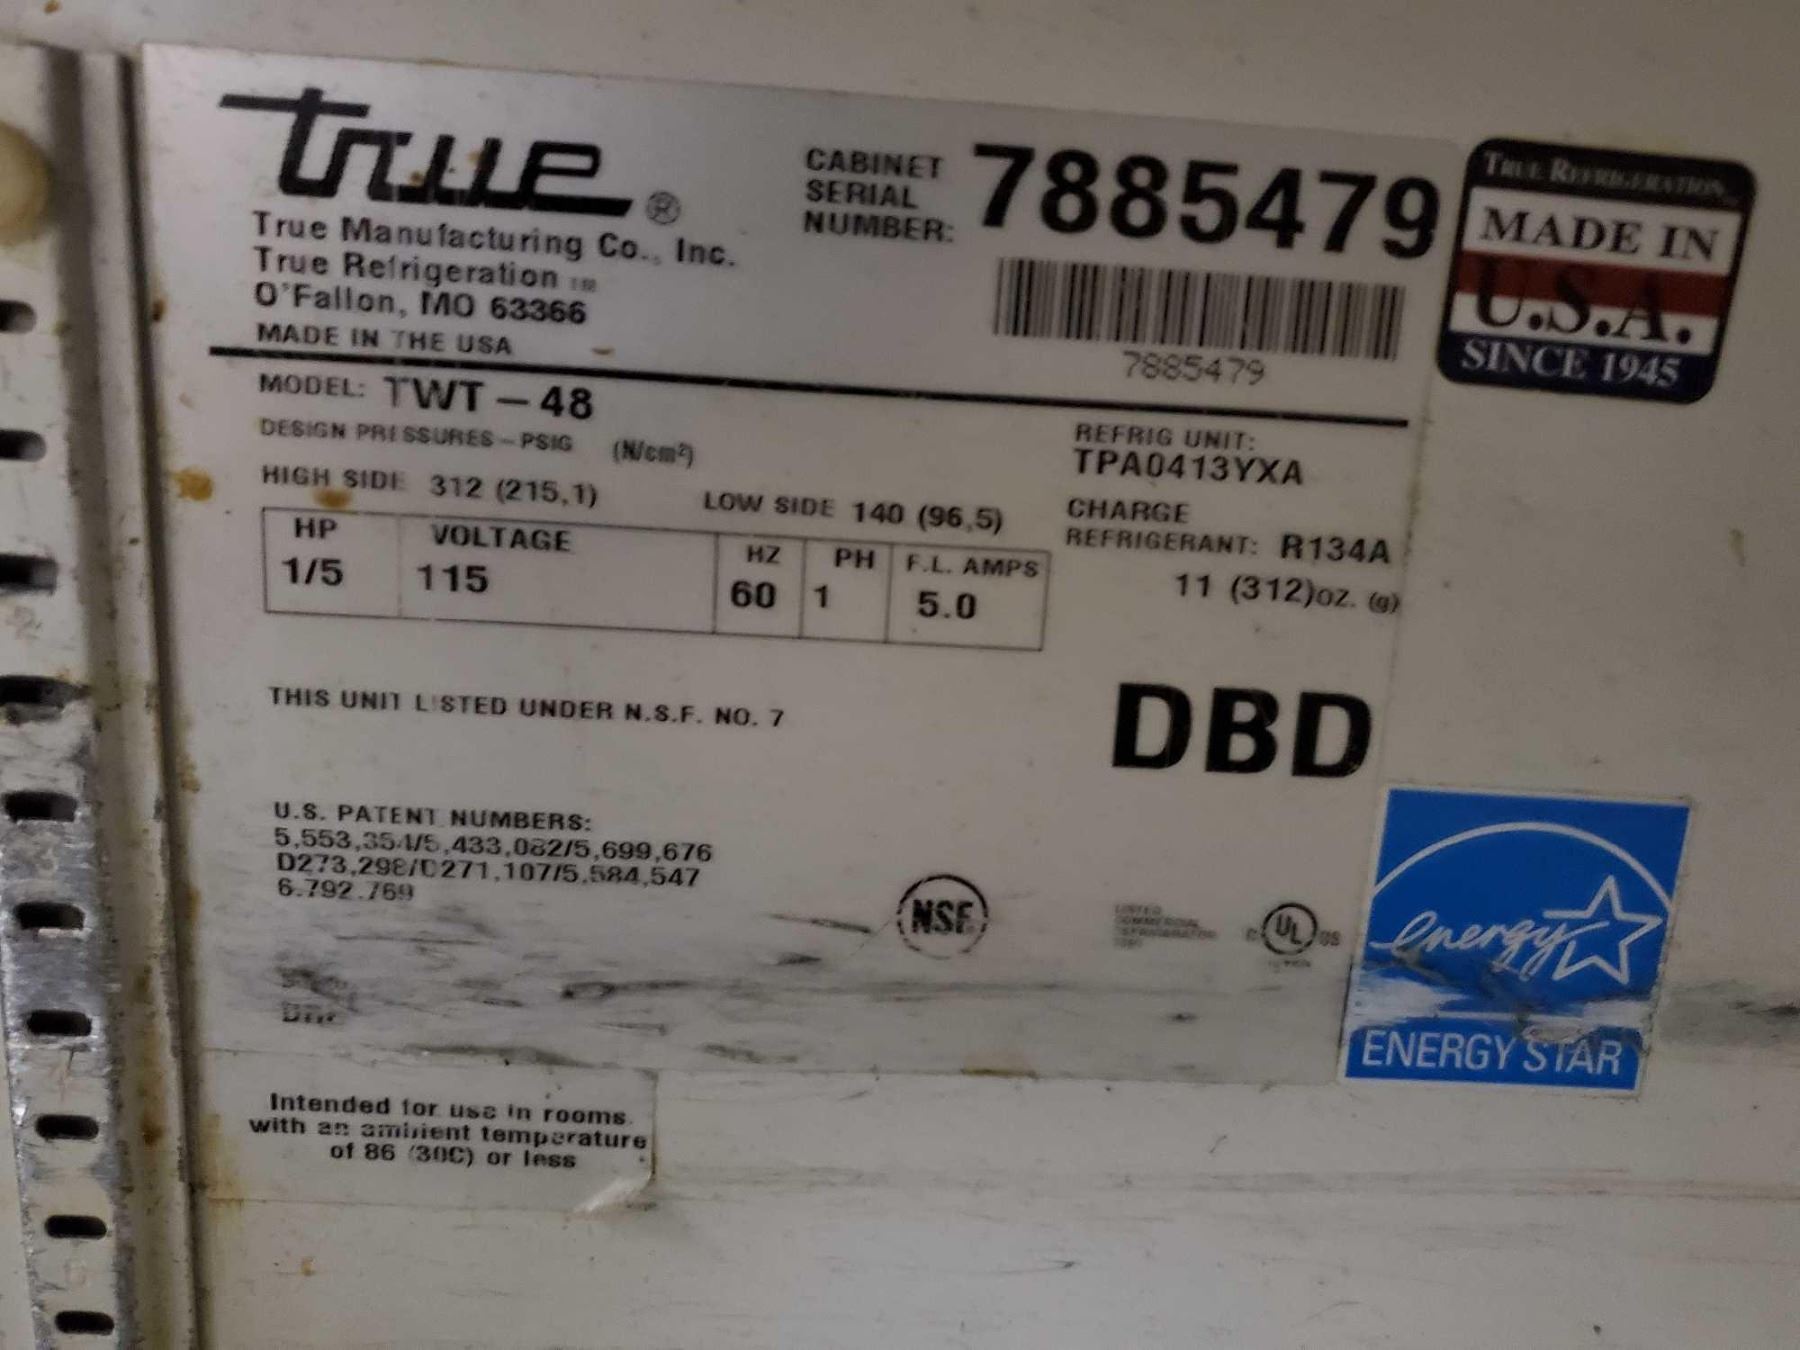 true ®
True Manufacturing Co., Inc.
True Refrigeration TM
O'Fallon, MO 63366
MADE IN THE USA
CABINET
SERIAL
NUMBER: 7885479
7885479
TRUE REFRIGERATION
MADE IN
U.S.A.
SINCE 1945
MODEL: TWT-48
DESIGN PRESSURES-PSIG (N/cm²)
HIGH SIDE 312 (215,1) LOW SIDE 140 (96,5)
REFRIG UNIT:
TPA0413YXA
CHARGE
REFRIGERANT: R134A
11 (312)oz. (g)
HP VOLTAGE HZ PH F.L. AMPS
1/5 115 60 1 5.0
THIS UNIT LISTED UNDER N.S.F. NO. 7
DBD
U.S. PATENT NUMBERS:
5,553,354/5,433,082/5,699,676
D273,298/D271,107/5,584,547
6.792.769
NSF
LISTED
COMMERCIAL
REFRIGERATOR
C UL US
energy
ENERGY STAR
Intended for use in rooms
with an ambient temperature
of 86 (30C) or less